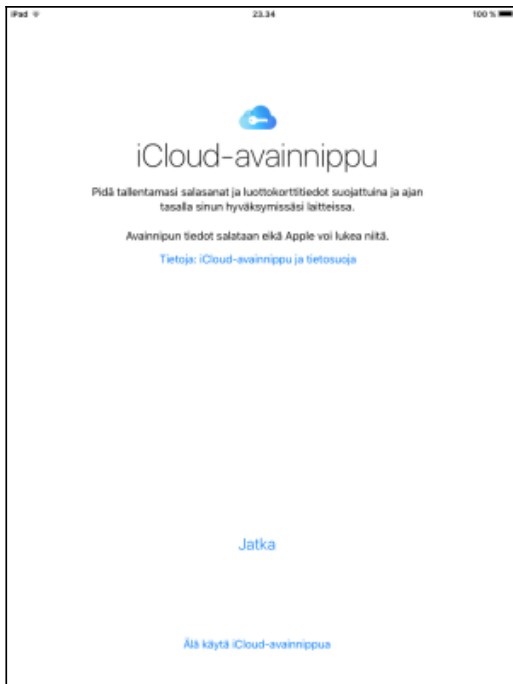 iPad 23.34 100 %
iCloud-avainnippu
Pidä tallentamasi salasanat ja luottokorttitiedot suojattuina ja ajan
tasalla sinun hyväksymissäsi laitteissa.
Avainnipun tiedot salataan eikä Apple voi lukea niitä.
Tietoja: iCloud-avainnippu ja tietosuoja
Jatka
Älä käytä iCloud-avainnippua